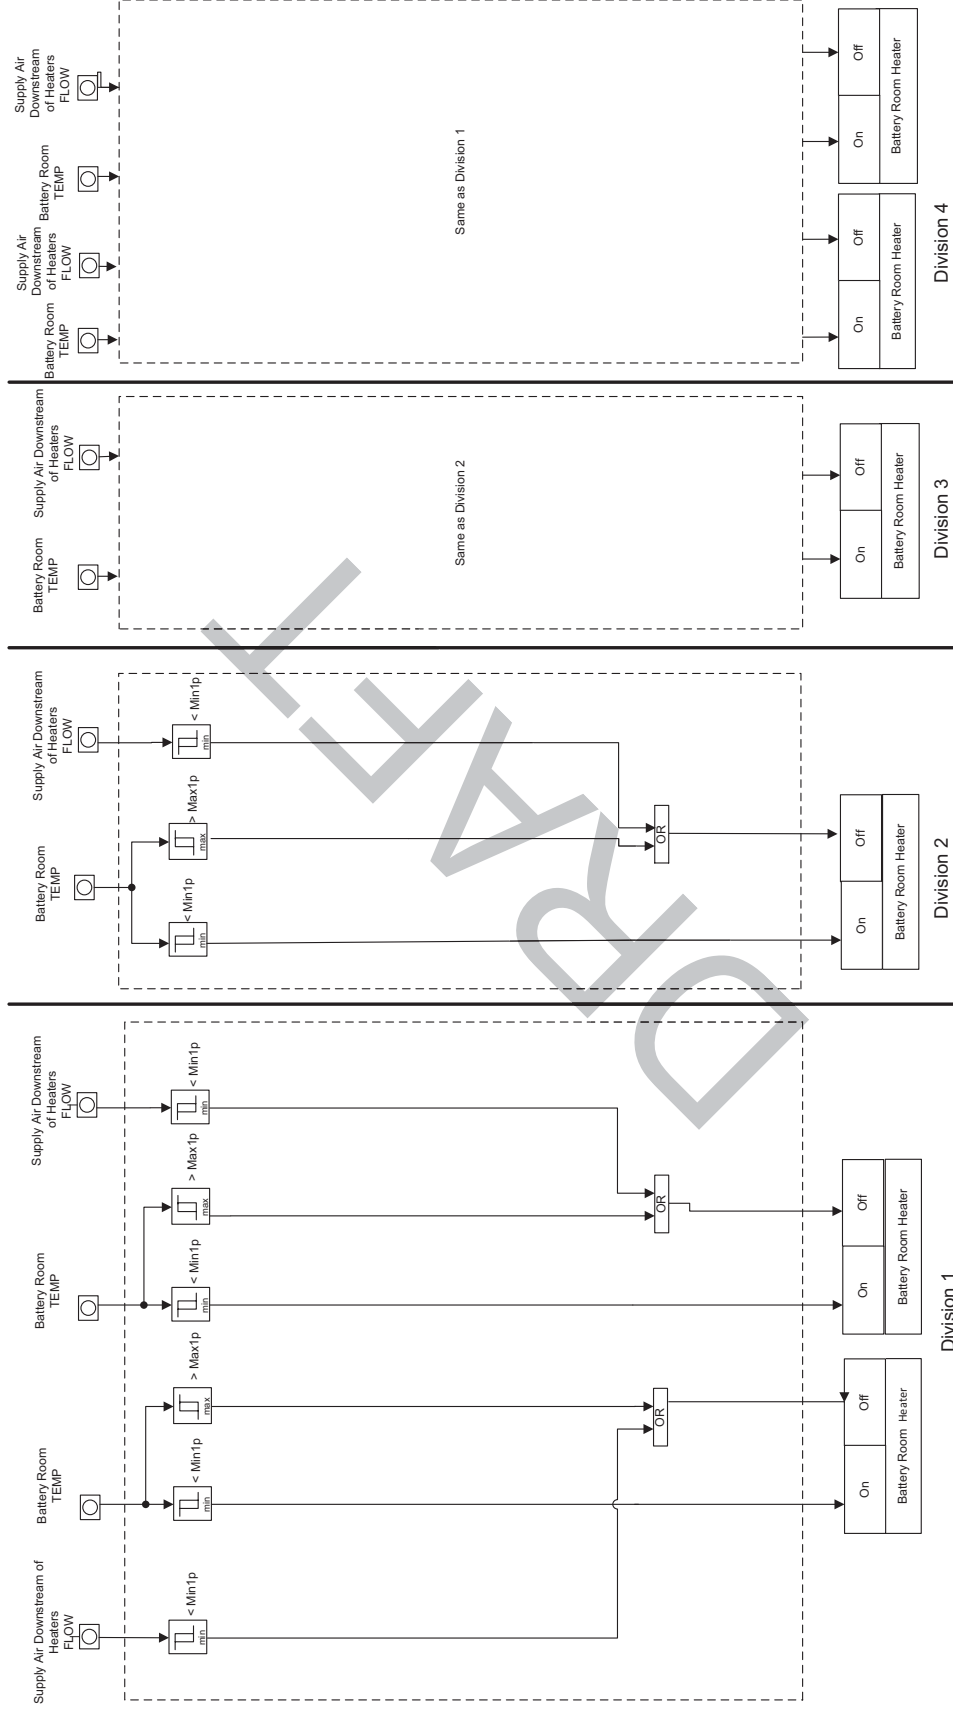 Supply Air Downstream of
Heaters
FLOW
Battery Room
TEMP
Battery Room
TEMP
Supply Air Downstream
of Heaters
FLOW
< Min1p
min
< Min1p
min
> Max1p
max
< Min1p
min
> Max1p
max
< Min1p
min
OR
OR
On
Off
Battery Room Heater
On
Off
Battery Room Heater
Division 1
Battery Room
TEMP
Supply Air Downstream
of Heaters
FLOW
< Min1p
min
> Max1p
max
< Min1p
min
OR
On
Off
Battery Room Heater
Division 2
Battery Room
TEMP
Supply Air Downstream
of Heaters
FLOW
Same as Division 2
On
Off
Battery Room Heater
Division 3
Battery Room
TEMP
Supply Air
Downstream
of Heaters
FLOW
Battery Room
TEMP
Supply Air
Downstream
of Heaters
FLOW
Same as Division 1
On
Off
Battery Room Heater
On
Off
Battery Room Heater
Division 4
DRAFT